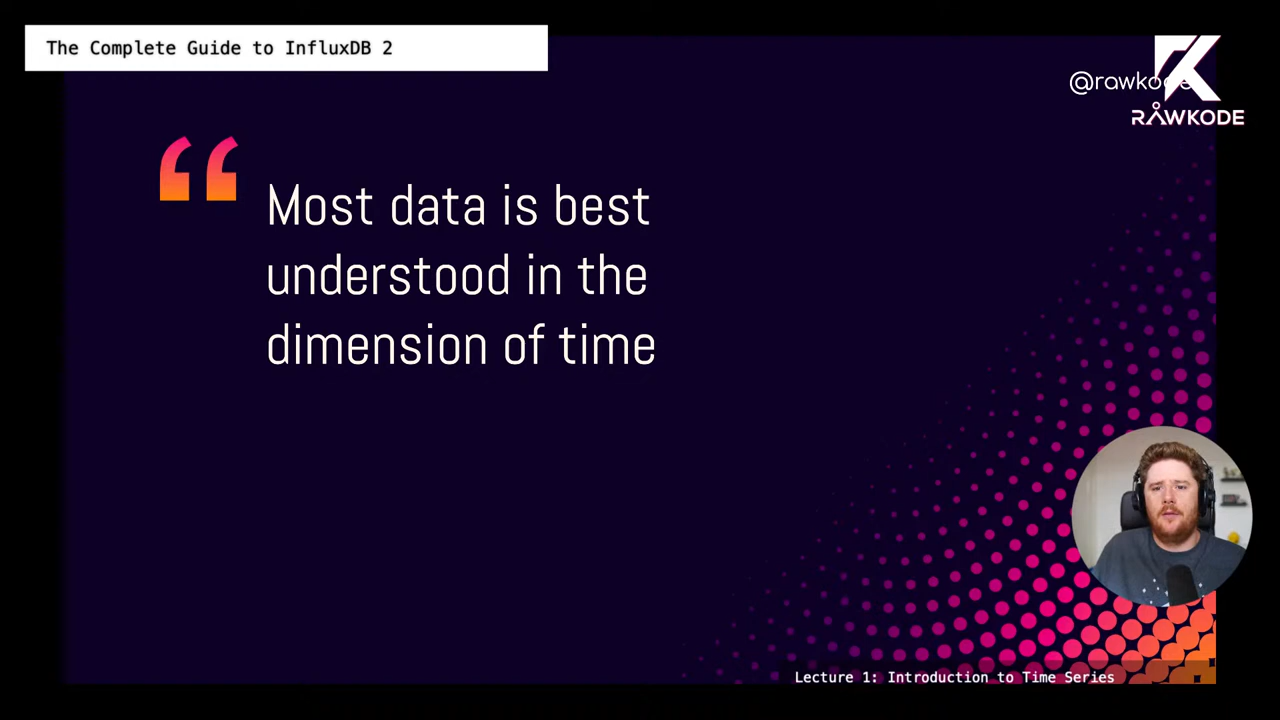 The Complete Guide to InfluxDB 2
@rawkode
RAWKODE
“
Most data is best
understood in the
dimension of time
Lecture 1: Introduction to Time Series